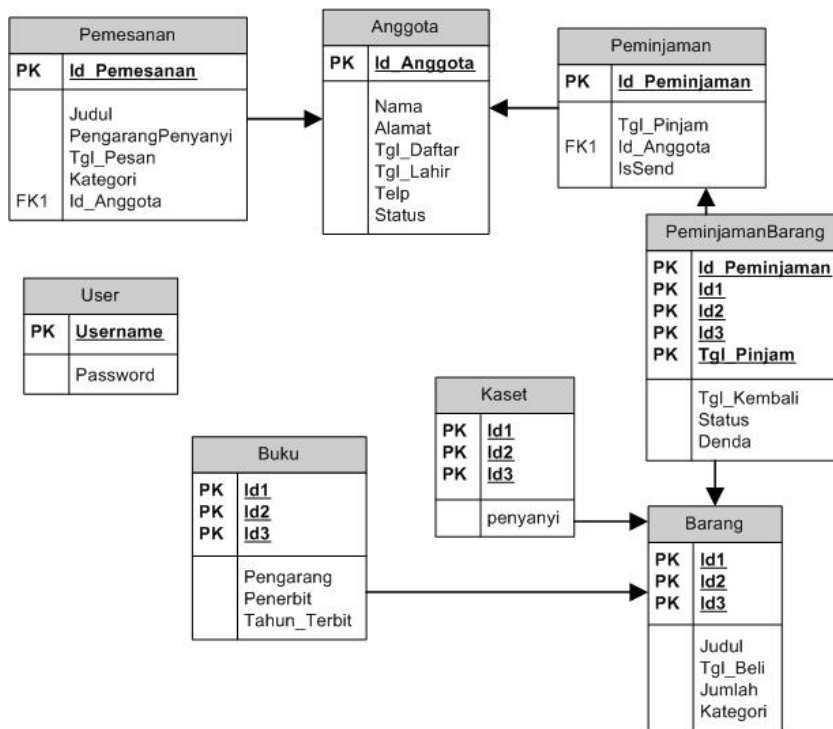 Pemesanan
PK Id_Pemesanan
Judul
PengarangPenyanyi
Tgl_Pesan
Kategori
FK1 Id_Anggota
Anggota
PK Id_Anggota
Nama
Alamat
Tgl_Daftar
Tgl_Lahir
Telp
Status
Peminjaman
PK Id_Peminjaman
Tgl_Pinjam
FK1 Id_Anggota
IsSend
PeminjamanBarang
PK Id_Peminjaman
PK Id1
PK Id2
PK Id3
PK Tgl_Pinjam
Tgl_Kembali
Status
Denda
User
PK Username
Password
Kaset
PK Id1
PK Id2
PK Id3
penyanyi
Buku
PK Id1
PK Id2
PK Id3
Pengarang
Penerbit
Tahun_Terbit
Barang
PK Id1
PK Id2
PK Id3
Judul
Tgl_Beli
Jumlah
Kategori